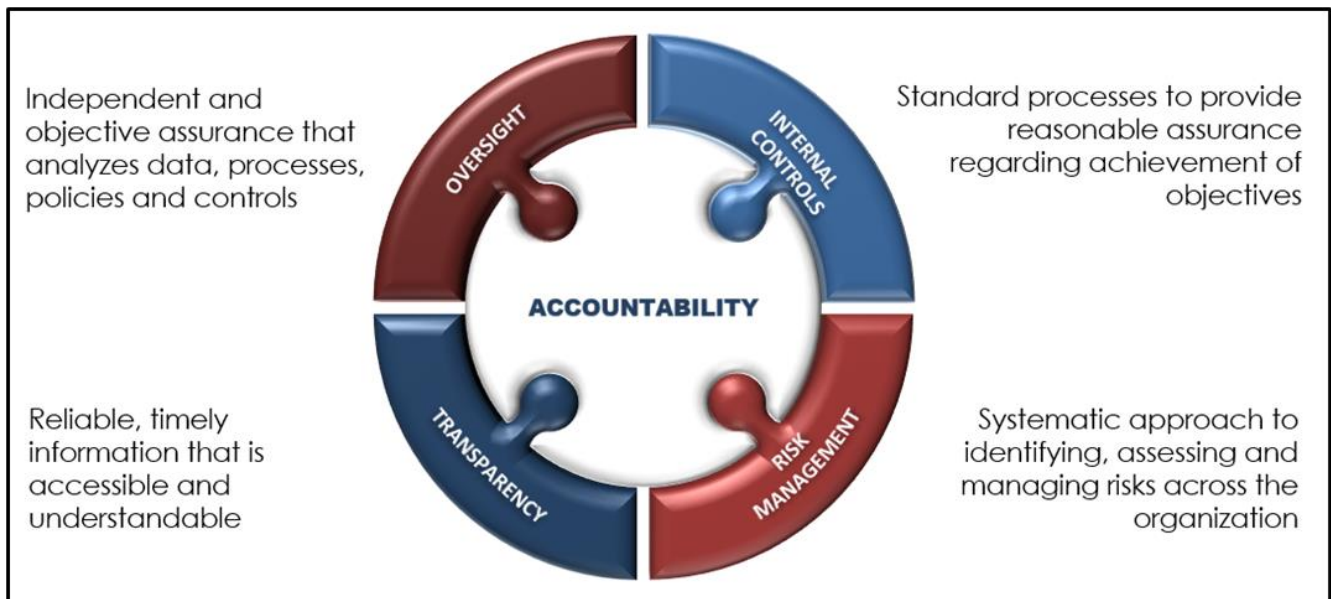 Independent and
objective assurance that
analyzes data, processes,
policies and controls
OVERSIGHT
INTERNAL
CONTROLS
Standard processes to provide
reasonable assurance
regarding achievement of
objectives
ACCOUNTABILITY
Reliable, timely
information that is
accessible and
understandable
TRANSPARENCY
RISK
MANAGEMENT
Systematic approach to
identifying, assessing and
managing risks across the
organization